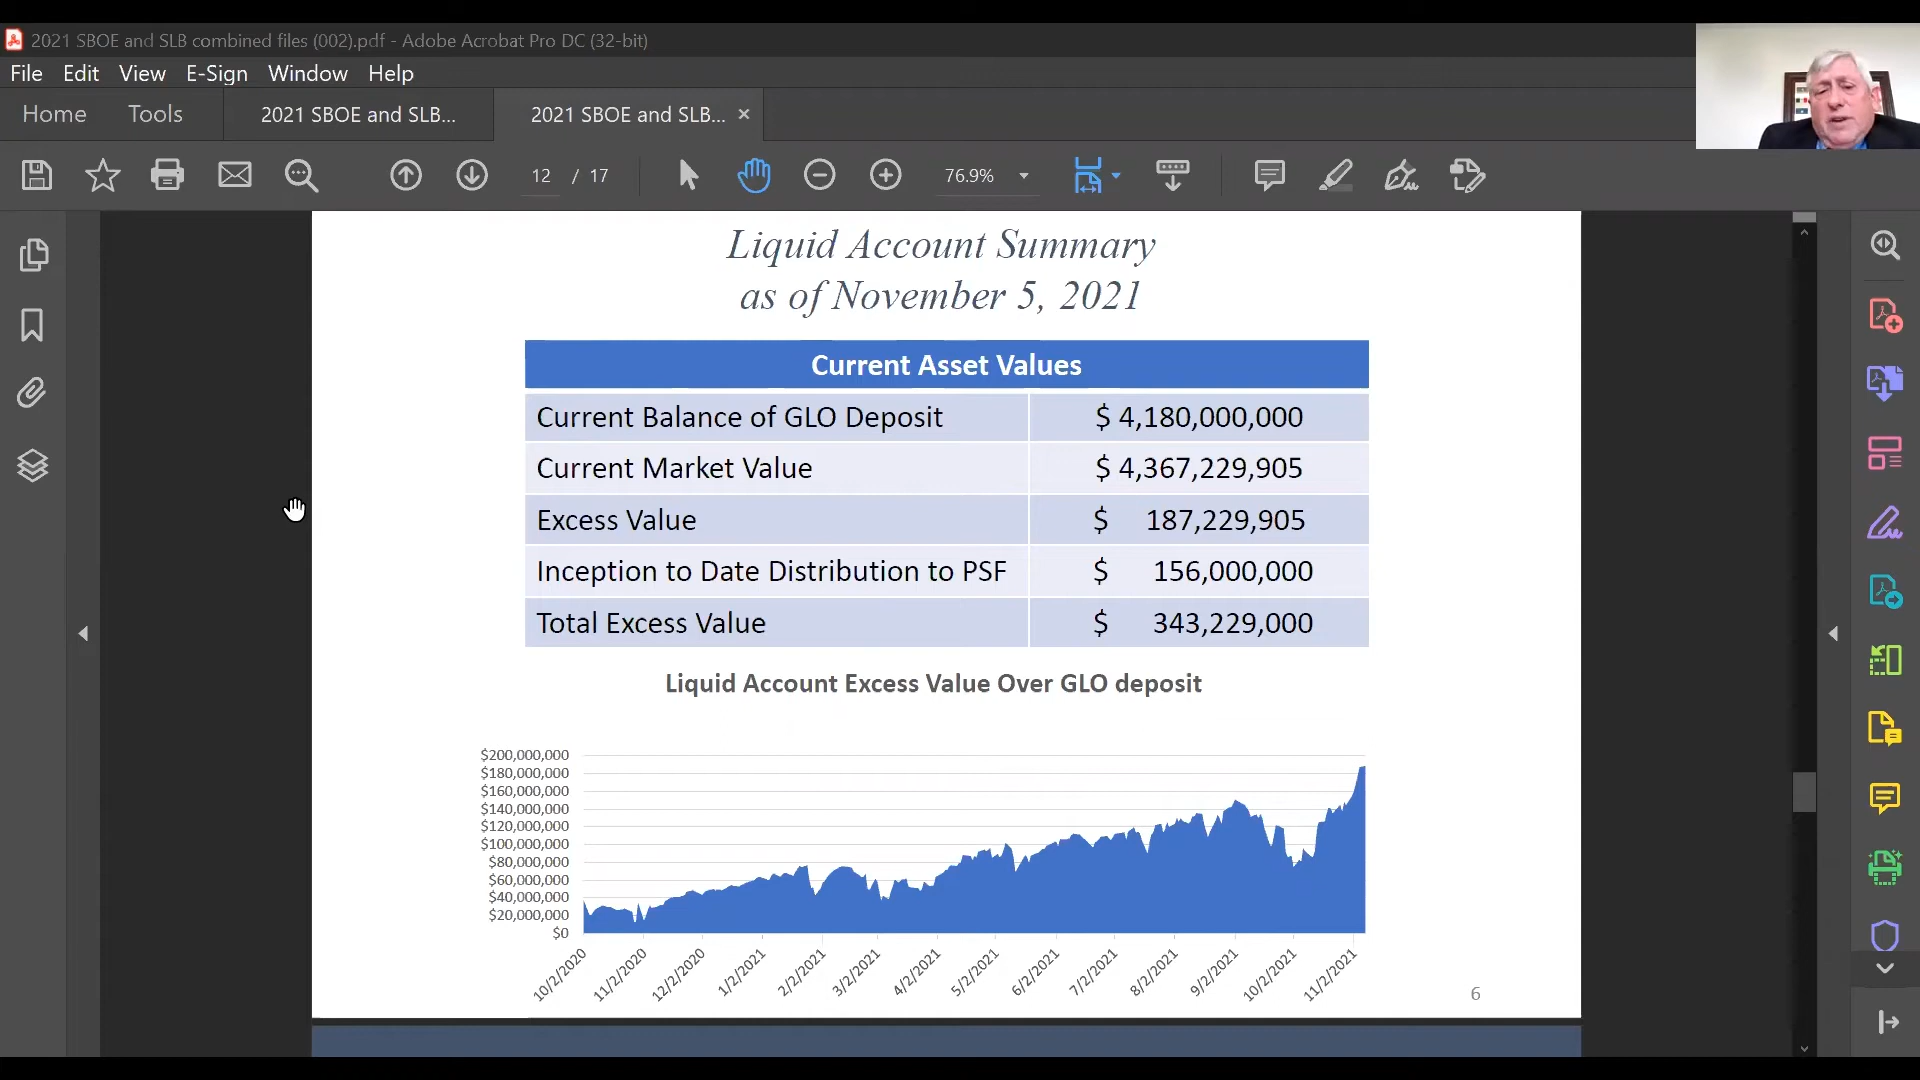 2021 SBOE and SLB combined files (002).pdf - Adobe Acrobat Pro DC (32-bit)
File Edit View E-Sign Window Help
Home Tools 2021 SBOE and SLB... 2021 SBOE and SLB... ×
12 / 17 76.9%
Liquid Account Summary
as of November 5, 2021
Current Asset Values
Current Balance of GLO Deposit $ 4,180,000,000
Current Market Value $ 4,367,229,905
Excess Value $ 187,229,905
Inception to Date Distribution to PSF $ 156,000,000
Total Excess Value $ 343,229,000
Liquid Account Excess Value Over GLO deposit
$200,000,000
$180,000,000
$160,000,000
$140,000,000
$120,000,000
$100,000,000
$80,000,000
$60,000,000
$40,000,000
$20,000,000
$0
10/2/2020 11/2/2020 12/2/2020 1/2/2021 2/2/2021 3/2/2021 4/2/2021 5/2/2021 6/2/2021 7/2/2021 8/2/2021 9/2/2021 10/2/2021 11/2/2021
6